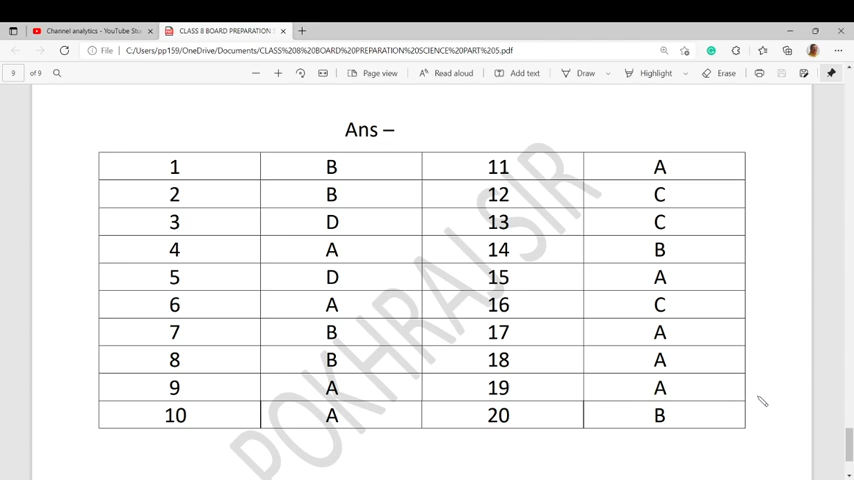 Channel analytics - YouTube Stu
CLASS 8 BOARD PREPARATION
File C:/Users/pp159/OneDrive/Documents/CLASS%208%20BOARD%20PREPARATION%20SCIENCE%20PART%205.pdf
9 of 9 Page view Read aloud Add text Draw Highlight Erase
Ans –
1 B 11 A
2 B 12 C
3 D 13 C
4 A 14 B
5 D 15 A
6 A 16 C
7 B 17 A
8 B 18 A
9 A 19 A
10 A 20 B
POKHRAJ SIR